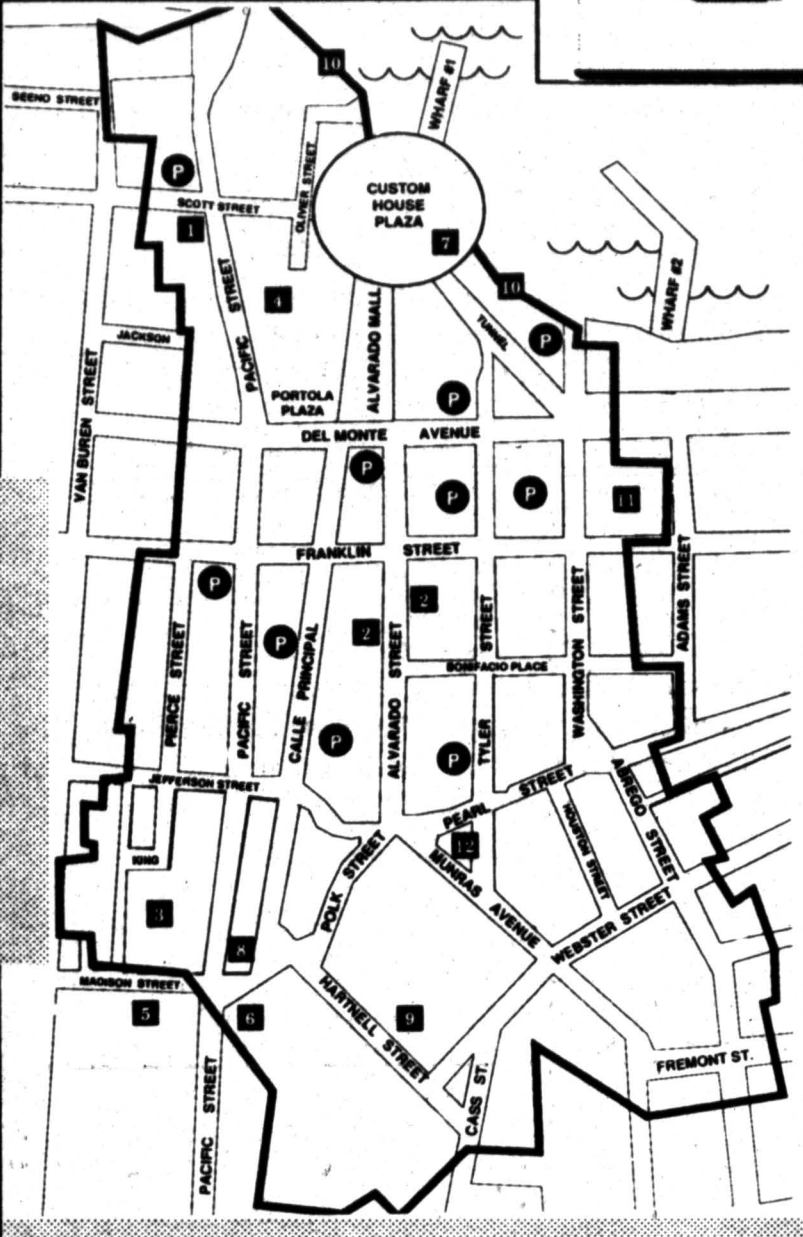 10
WHARF #1
SEENO STREET
P
OLIVIER STREET
CUSTOM
HOUSE
PLAZA
SCOTT STREET
1
7
WHARF #2
10
4
PACIFIC STREET
TUNNEL
JACKSON
P
ALVARADO MALL
VAN BUREN STREET
PORTOLA
PLAZA
P
DEL MONTE AVENUE
P
P
P
11
FRANKLIN STREET
ADAMS STREET
P
2
2
P
PIERCE STREET
PACIFIC STREET
CALLE PRINCIPAL
ALVARADO STREET
TYLER STREET
WASHINGTON STREET
BONIFACIO PLACE
P
P
JEFFERSON STREET
PEARL STREET
ABREGO STREET
HOUSTON STREET
12
KING
POLK STREET
MUNRAS AVENUE
3
8
WEBSTER STREET
MADISON STREET
5
6
HARTNELL STREET
9
FREMONT ST.
CASS ST.
PACIFIC STREET